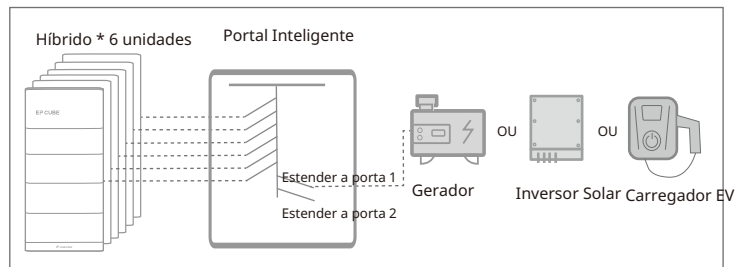 Híbrido * 6 unidades
Portal Inteligente
EP CUBE
Estender a porta 1
Estender a porta 2
Gerador
OU
Inversor Solar
OU
Carregador EV